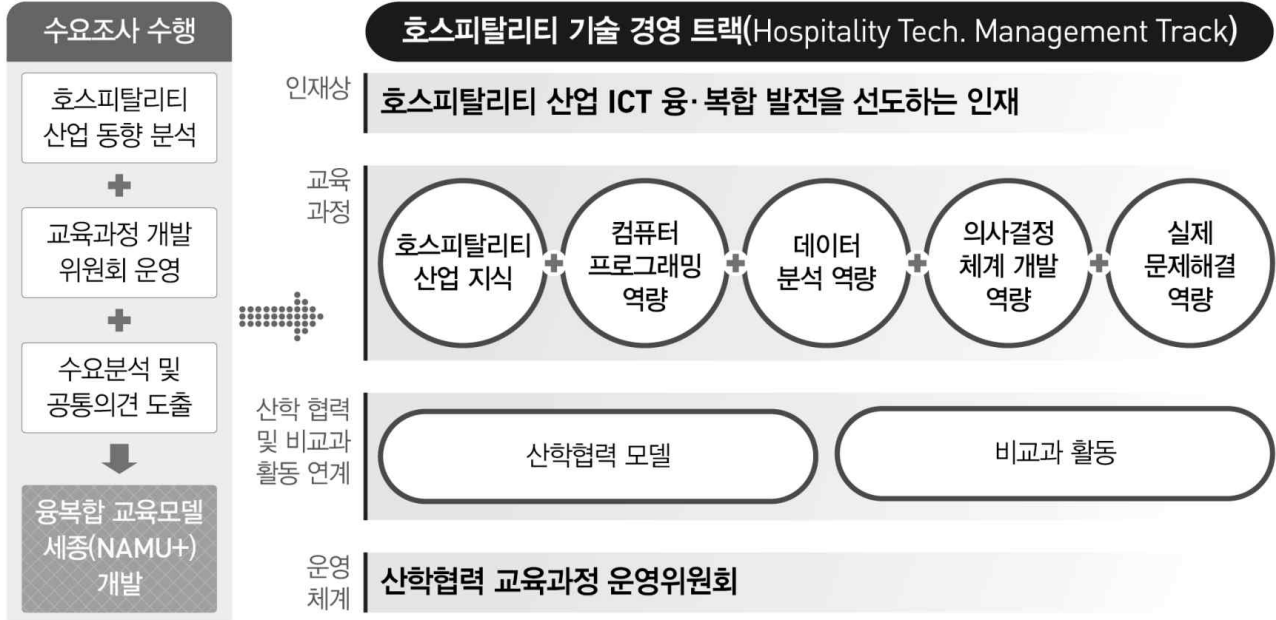 수요조사 수행
호스피탈리티
산업 동향 분석
+
교육과정 개발
위원회 운영
+
수요분석 및
공통의견 도출
융복합 교육모델
세종(NAMU+)
개발
호스피탈리티 기술 경영 트랙(Hospitality Tech. Management Track)
인재상
호스피탈리티 산업 ICT 융·복합 발전을 선도하는 인재
교육
과정
호스피탈리티
산업 지식
+
컴퓨터
프로그래밍
역량
+
데이터
분석 역량
+
의사결정
체계 개발
역량
+
실제
문제해결
역량
산학 협력
및 비교과
활동 연계
산학협력 모델
비교과 활동
운영
체계
산학협력 교육과정 운영위원회